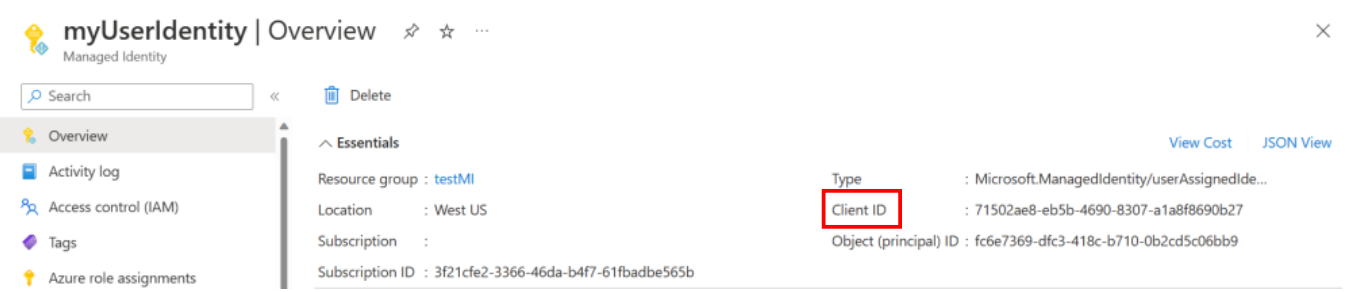 myUserIdentity | Overview ...
Managed Identity
Search «
Delete
Overview
Essentials
View Cost JSON View
Activity log
Resource group : testMI
Type : Microsoft.ManagedIdentity/userAssignedIde...
Access control (IAM)
Location : West US
Client ID : 71502ae8-eb5b-4690-8307-a1a8f8690b27
Tags
Subscription :
Object (principal) ID : fc6e7369-dfc3-418c-b710-0b2cd5c06bb9
Azure role assignments
Subscription ID : 3f21cfe2-3366-46da-b4f7-61fbadbe565b